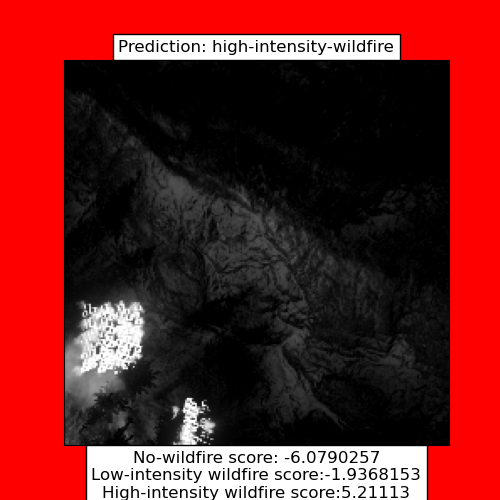 Prediction: high-intensity-wildfire
No-wildfire score: -6.0790257
Low-intensity wildfire score:-1.9368153
High-intensity wildfire score:5.21113